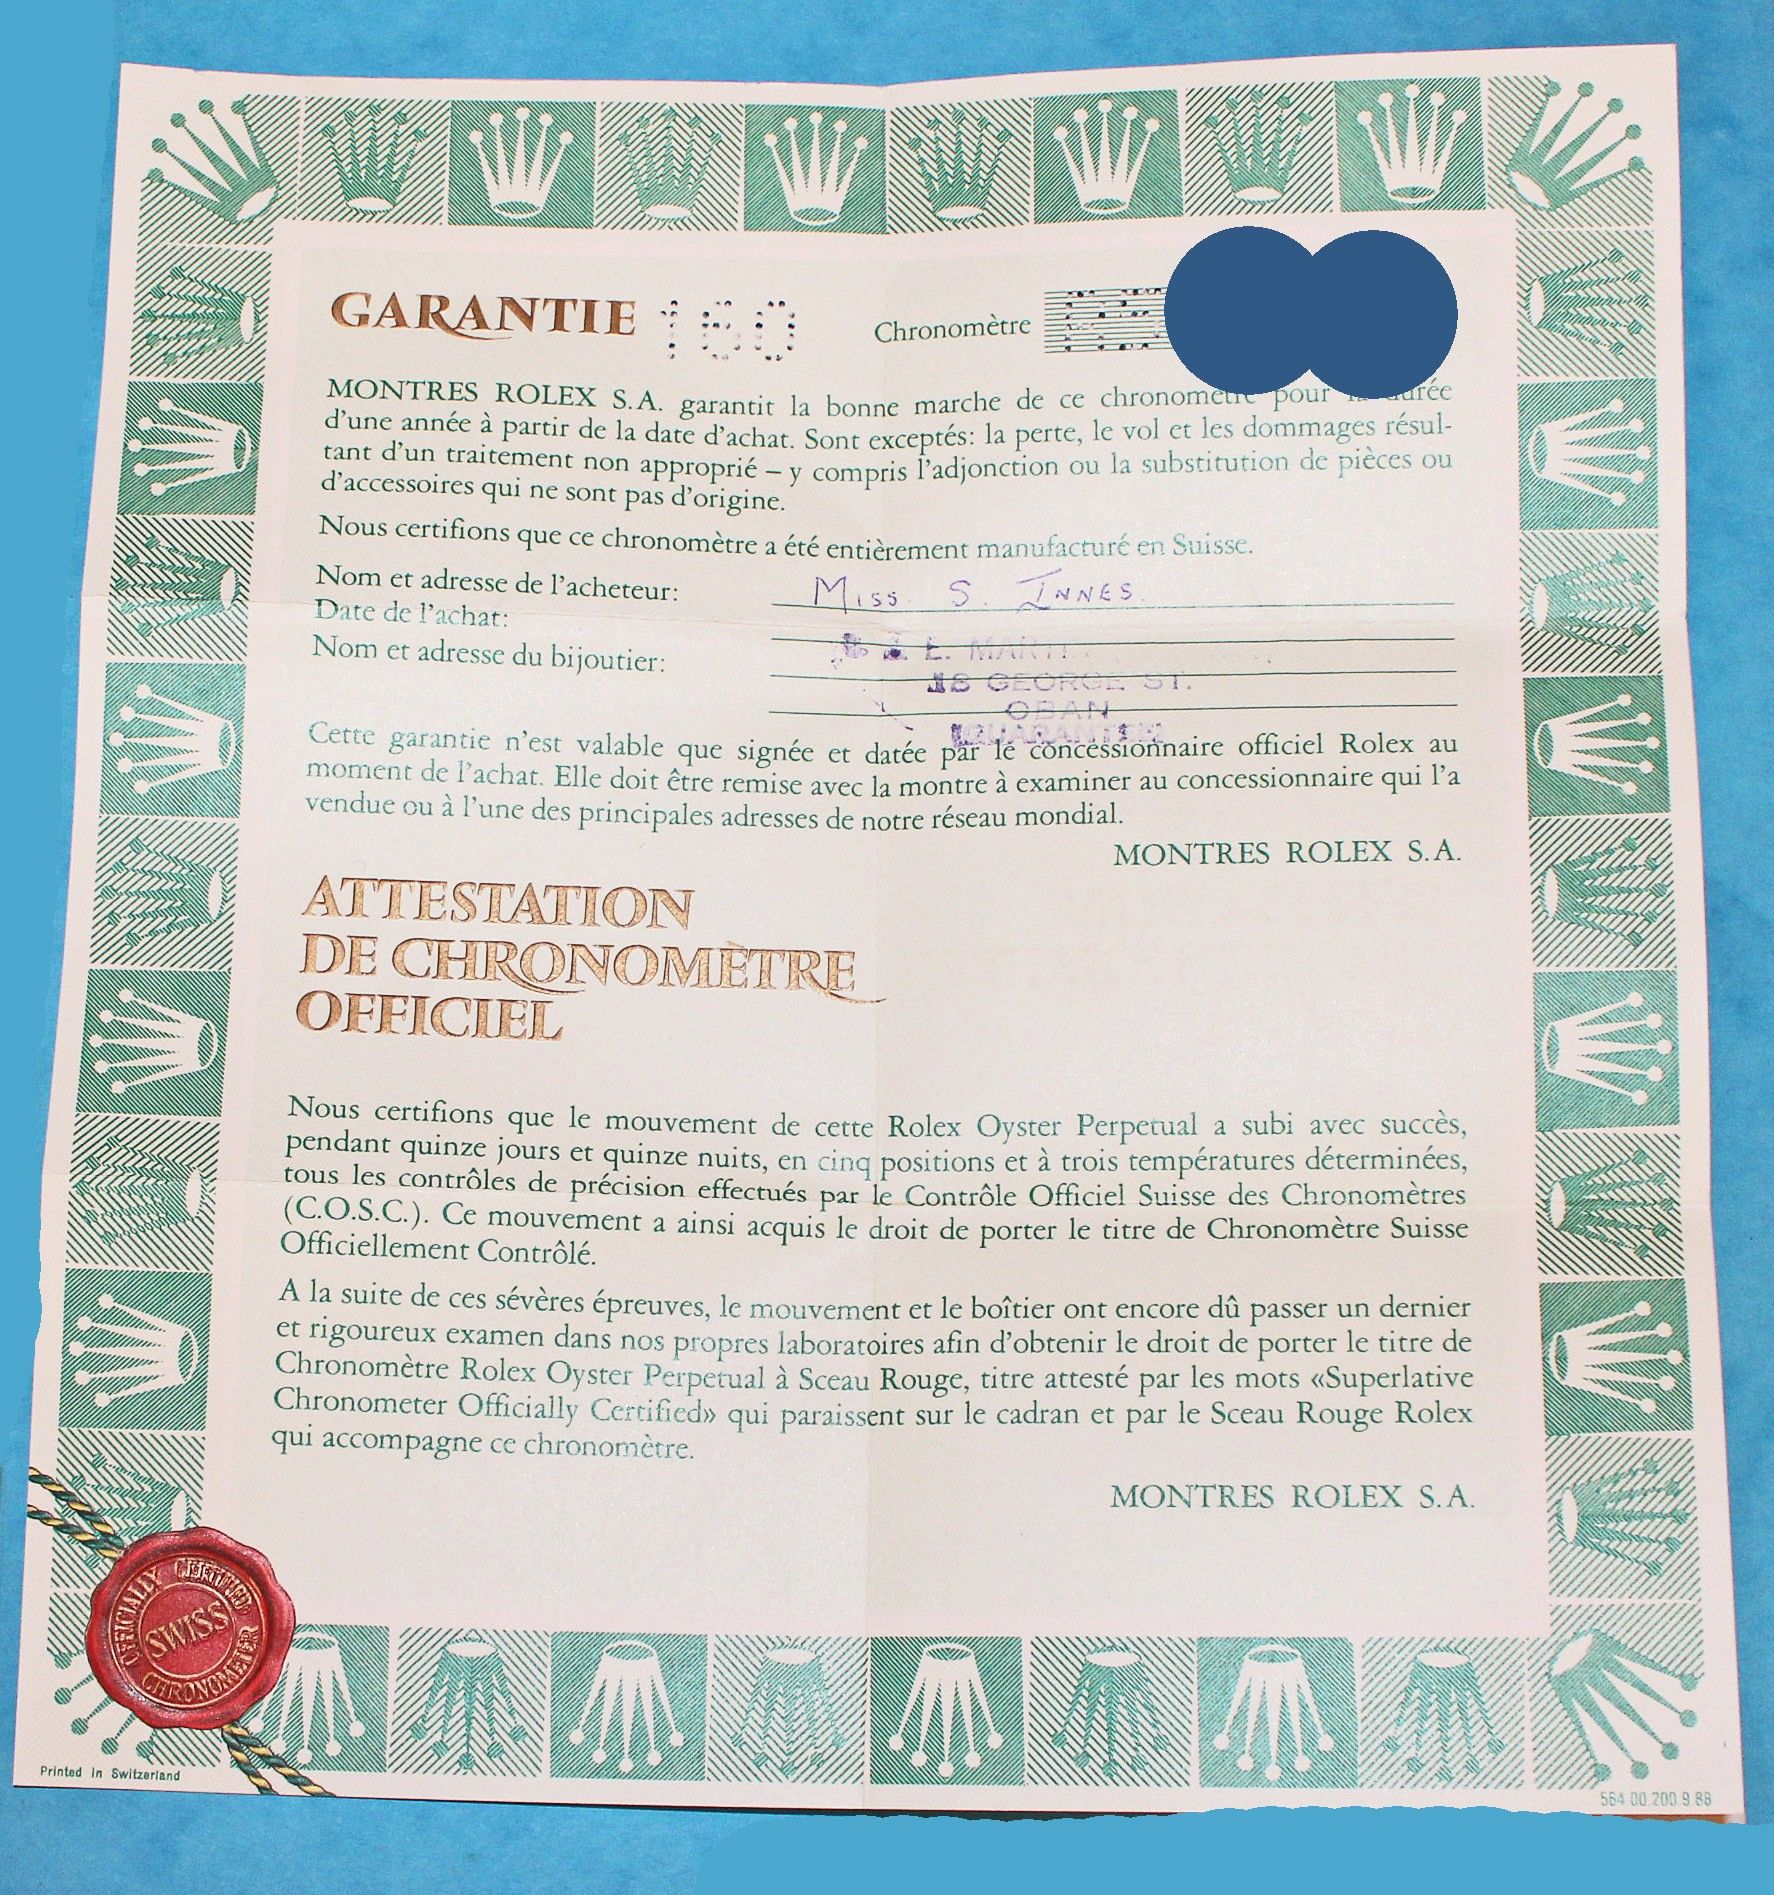 GARANTIE 160 Chronomètre
MONTRES ROLEX S.A. garantit la bonne marche de ce chronomètre pour
d'une année à partir de la date d'achat. Sont exceptés: la perte, le vol et les dommages résul-
tant d'un traitement non approprié – y compris l'adjonction ou la substitution de pièces ou
d'accessoires qui ne sont pas d'origine.
Nous certifions que ce chronomètre a été entièrement manufacturé en Suisse.
Nom et adresse de l'acheteur: Miss S. INNES.
Date de l'achat:
Nom et adresse du bijoutier:
18 GEORGE ST.
OBAN
GUARANTEE
Cette garantie n'est valable que signée et datée par le concessionnaire officiel Rolex au
moment de l'achat. Elle doit être remise avec la montre à examiner au concessionnaire qui l'a
vendue ou à l'une des principales adresses de notre réseau mondial.
MONTRES ROLEX S.A.
ATTESTATION
DE CHRONOMÈTRE
OFFICIEL
Nous certifions que le mouvement de cette Rolex Oyster Perpetual a subi avec succès,
pendant quinze jours et quinze nuits, en cinq positions et à trois températures déterminées,
tous les contrôles de précision effectués par le Contrôle Officiel Suisse des Chronomètres
(C.O.S.C.). Ce mouvement a ainsi acquis le droit de porter le titre de Chronomètre Suisse
Officiellement Contrôlé.
A la suite de ces sévères épreuves, le mouvement et le boîtier ont encore dû passer un dernier
et rigoureux examen dans nos propres laboratoires afin d'obtenir le droit de porter le titre de
Chronomètre Rolex Oyster Perpetual à Sceau Rouge, titre attesté par les mots «Superlative
Chronometer Officially Certified» qui paraissent sur le cadran et par le Sceau Rouge Rolex
qui accompagne ce chronomètre.
MONTRES ROLEX S.A.
OFFICIALLY CERTIFIED
SWISS
CHRONOMETER
Printed in Switzerland
564.00.200.9.88